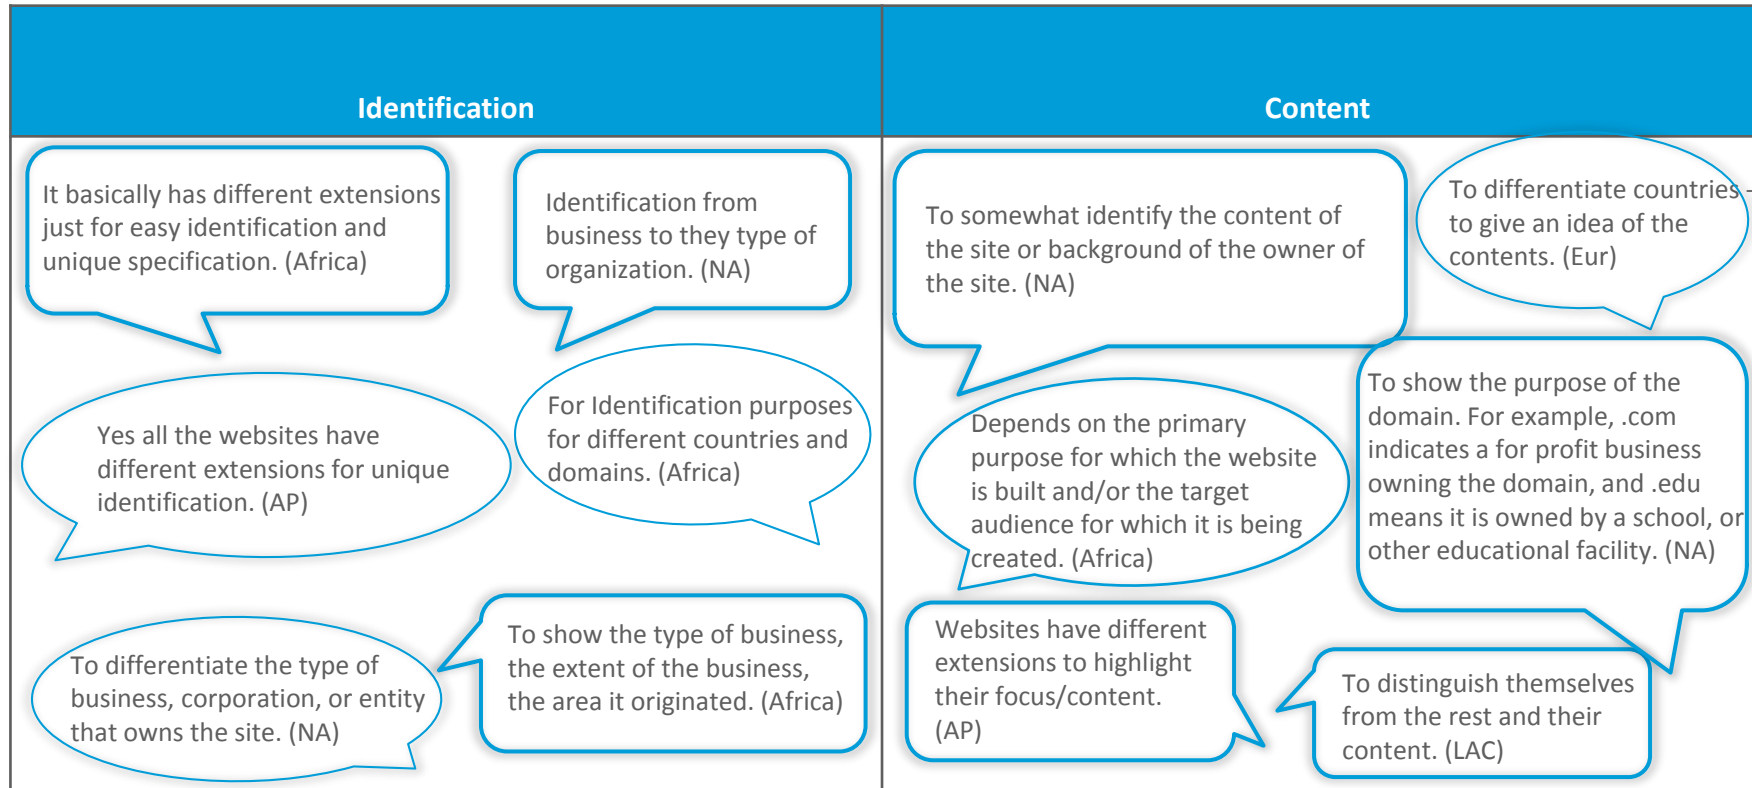 Identification
Content
It basically has different extensions
just for easy identification and
unique specification. (Africa)
Identification from
business to they type of
organization. (NA)
Yes all the websites have
different extensions for unique
identification. (AP)
For Identification purposes
for different countries and
domains. (Africa)
To differentiate the type of
business, corporation, or entity
that owns the site. (NA)
To show the type of business,
the extent of the business,
the area it originated. (Africa)
To somewhat identify the content of
the site or background of the owner of
the site. (NA)
To differentiate countries -
to give an idea of the
contents. (Eur)
Depends on the primary
purpose for which the website
is built and/or the target
audience for which it is being
created. (Africa)
To show the purpose of the
domain. For example, .com
indicates a for profit business
owning the domain, and .edu
means it is owned by a school, or
other educational facility. (NA)
Websites have different
extensions to highlight
their focus/content.
(AP)
To distinguish themselves
from the rest and their
content. (LAC)